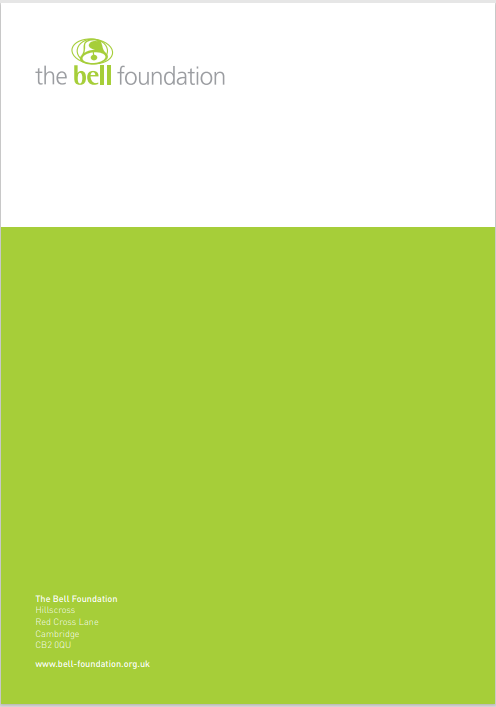 the bell foundation
The Bell Foundation
Hillscross
Red Cross Lane
Cambridge
CB2 0QU
www.bell-foundation.org.uk